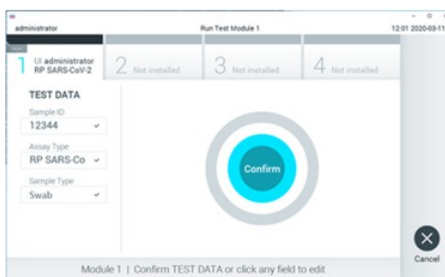 administrator
Run Test Module 1
12:01 2020-03-11
1
UI administrator
RP SARS-CoV-2
2 Not installed
3 Not installed
4 Not installed
TEST DATA
Sample ID
12344
Assay Type
RP SARS-Co
Sample Type
Swab
Confirm
Cancel
Module 1 | Confirm TEST DATA or click any field to edit